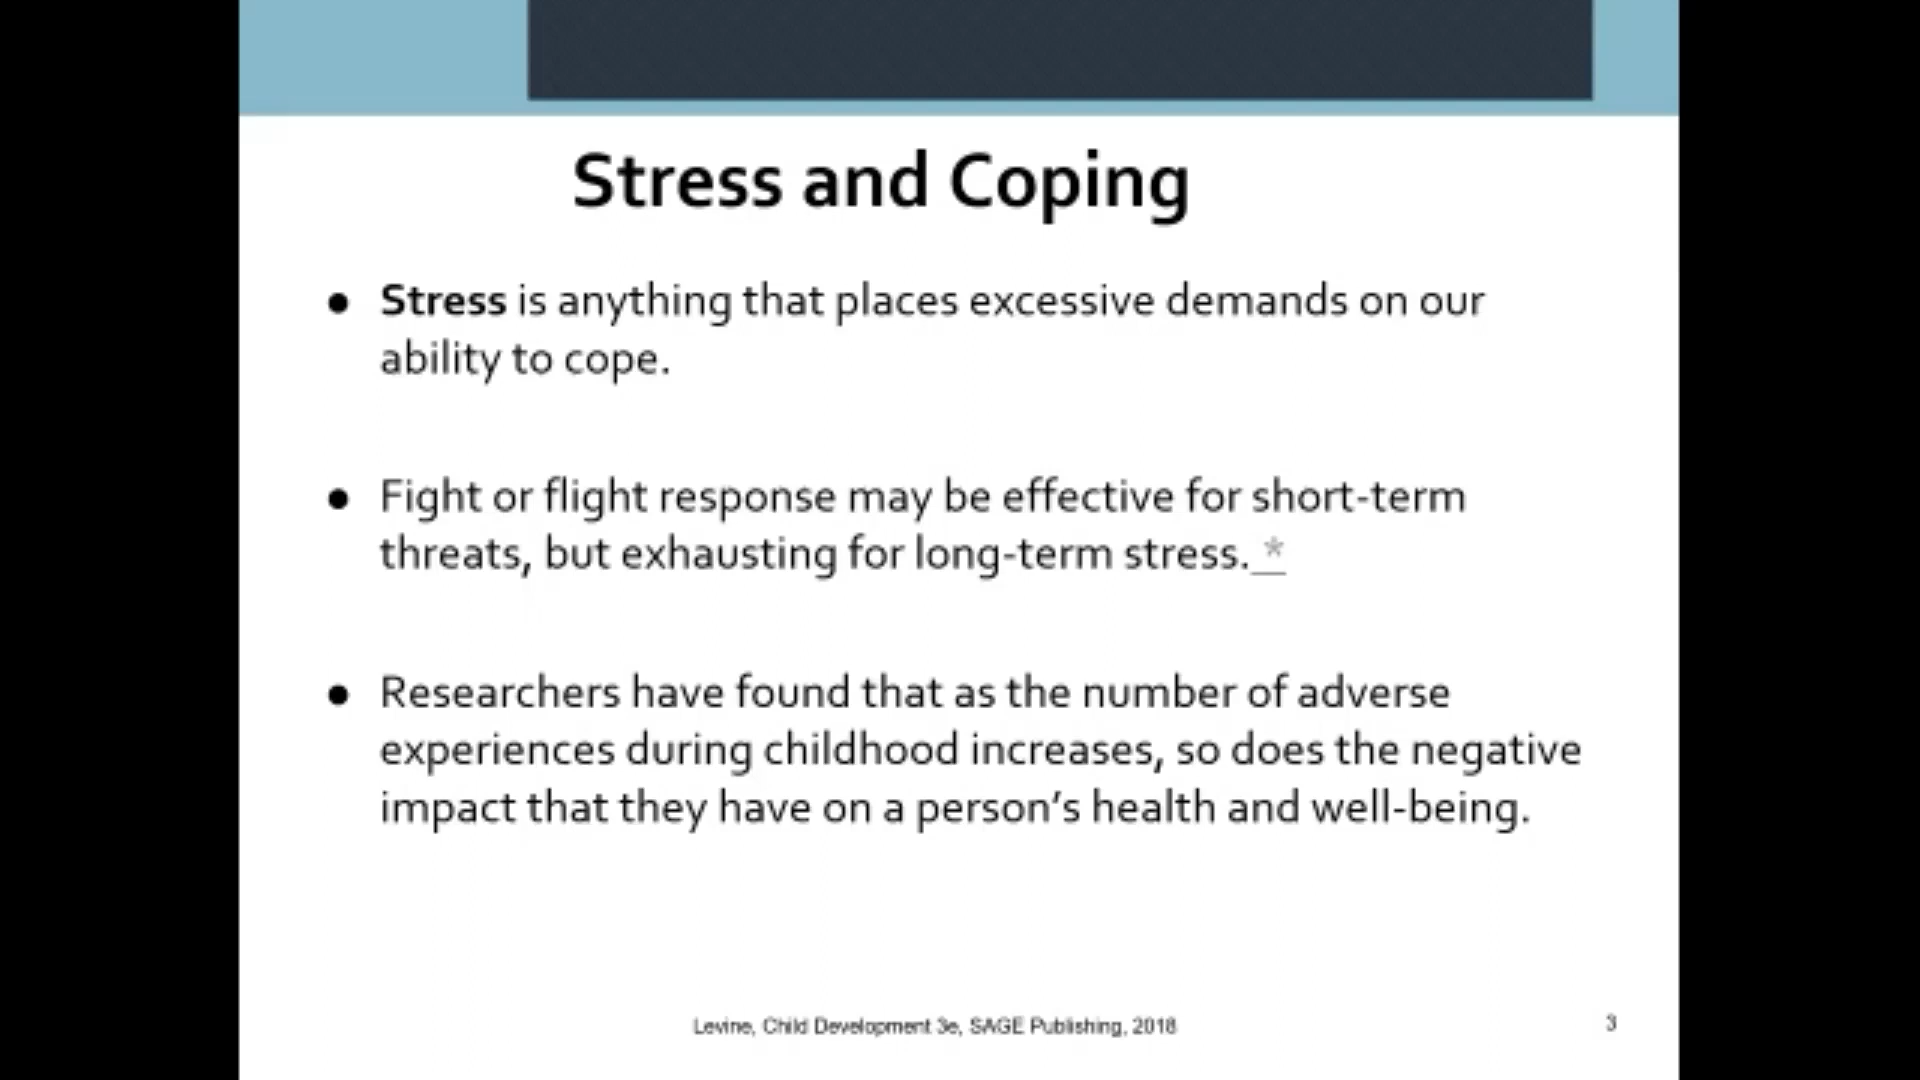 Stress and Coping
● Stress is anything that places excessive demands on our
ability to cope.
● Fight or flight response may be effective for short-term
threats, but exhausting for long-term stress. *
● Researchers have found that as the number of adverse
experiences during childhood increases, so does the negative
impact that they have on a person’s health and well-being.
Levine, Child Development 3e, SAGE Publishing, 2018
3